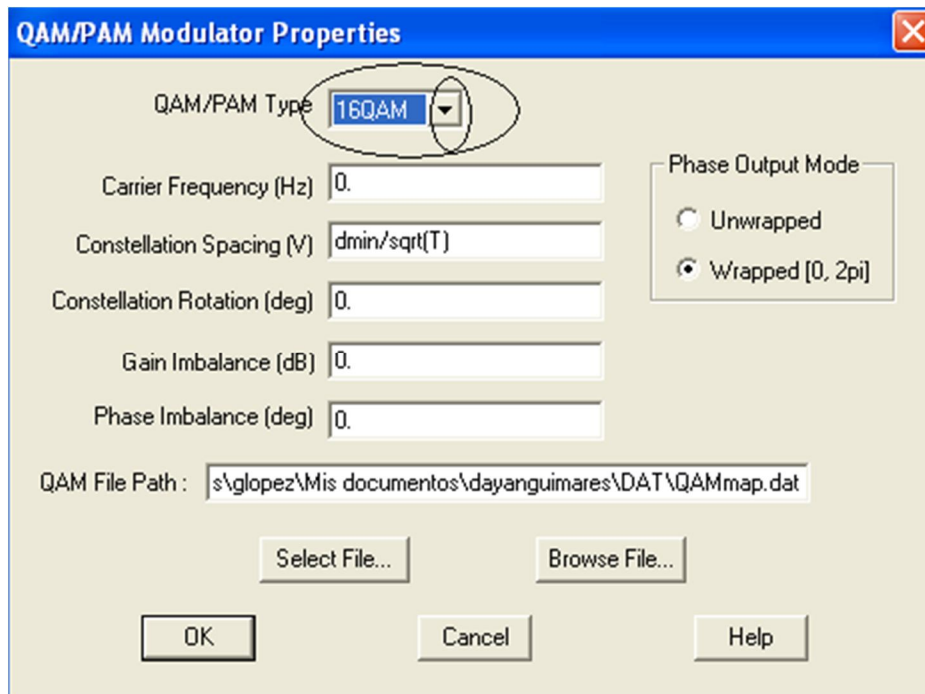 QAM/PAM Modulator Properties
QAM/PAM Type 16QAM
Carrier Frequency (Hz) 0.
Constellation Spacing (V) dmin/sqrt(T)
Constellation Rotation (deg) 0.
Gain Imbalance (dB) 0.
Phase Imbalance (deg) 0.
Phase Output Mode
Unwrapped
Wrapped [0, 2pi]
QAM File Path : s\glopez\Mis documentos\dayanguimares\DAT\QAMmap.dat
Select File... Browse File...
OK Cancel Help